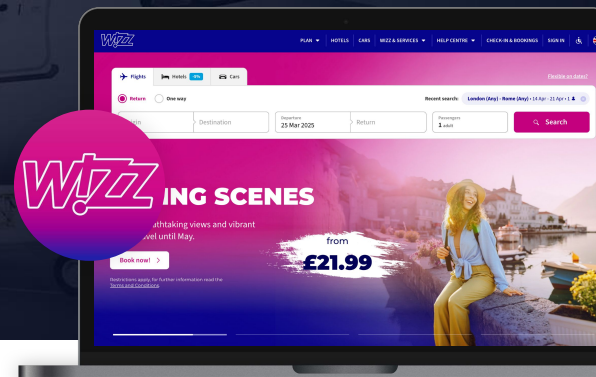 WIZZ
PLAN
HOTELS
CARS
WIZZ & SERVICES
HELP CENTRE
CHECK-IN & BOOKINGS
SIGN IN
Flights
Hotels
Cars
Flexible on dates?
Return
One way
Recent search:
London (Any) - Rome (Any) • 14 Apr - 21 Apr • 1
Destination
Departure
25 Mar 2025
Return
Passengers
1 adult
Search
WIZZ
ING SCENES
views and vibrant
until May.
from
£21.99
Book now!
Restrictions apply, for further information read the
Terms and Conditions